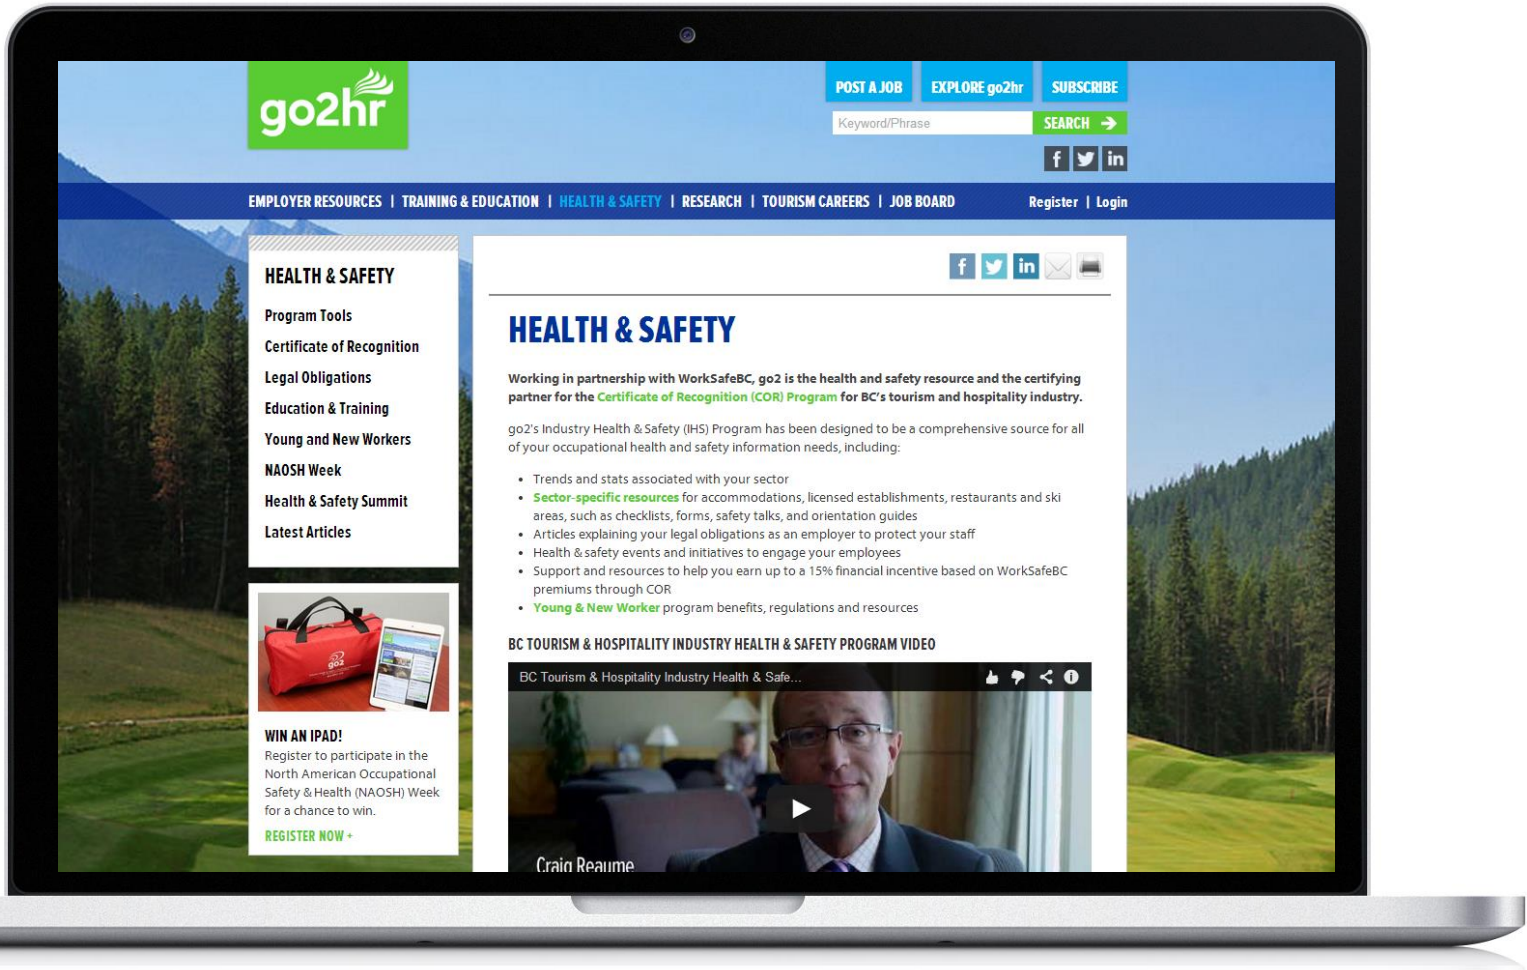 go2hr
POST A JOB
EXPLORE go2hr
SUBSCRIBE
Keyword/Phrase
SEARCH
EMPLOYER RESOURCES | TRAINING & EDUCATION | HEALTH & SAFETY | RESEARCH | TOURISM CAREERS | JOB BOARD
Register | Login
HEALTH & SAFETY
Program Tools
Certificate of Recognition
Legal Obligations
Education & Training
Young and New Workers
NAOSH Week
Health & Safety Summit
Latest Articles
go2
WIN AN IPAD!
Register to participate in the
North American Occupational
Safety & Health (NAOSH) Week
for a chance to win.
REGISTER NOW +
HEALTH & SAFETY
Working in partnership with WorkSafeBC, go2 is the health and safety resource and the certifying
partner for the Certificate of Recognition (COR) Program for BC's tourism and hospitality industry.
go2's Industry Health & Safety (IHS) Program has been designed to be a comprehensive source for all
of your occupational health and safety information needs, including:
• Trends and stats associated with your sector
• Sector-specific resources for accommodations, licensed establishments, restaurants and ski
areas, such as checklists, forms, safety talks, and orientation guides
• Articles explaining your legal obligations as an employer to protect your staff
• Health & safety events and initiatives to engage your employees
• Support and resources to help you earn up to a 15% financial incentive based on WorkSafeBC
premiums through COR
• Young & New Worker program benefits, regulations and resources
BC TOURISM & HOSPITALITY INDUSTRY HEALTH & SAFETY PROGRAM VIDEO
BC Tourism & Hospitality Industry Health & Safe...
Craig Reaume